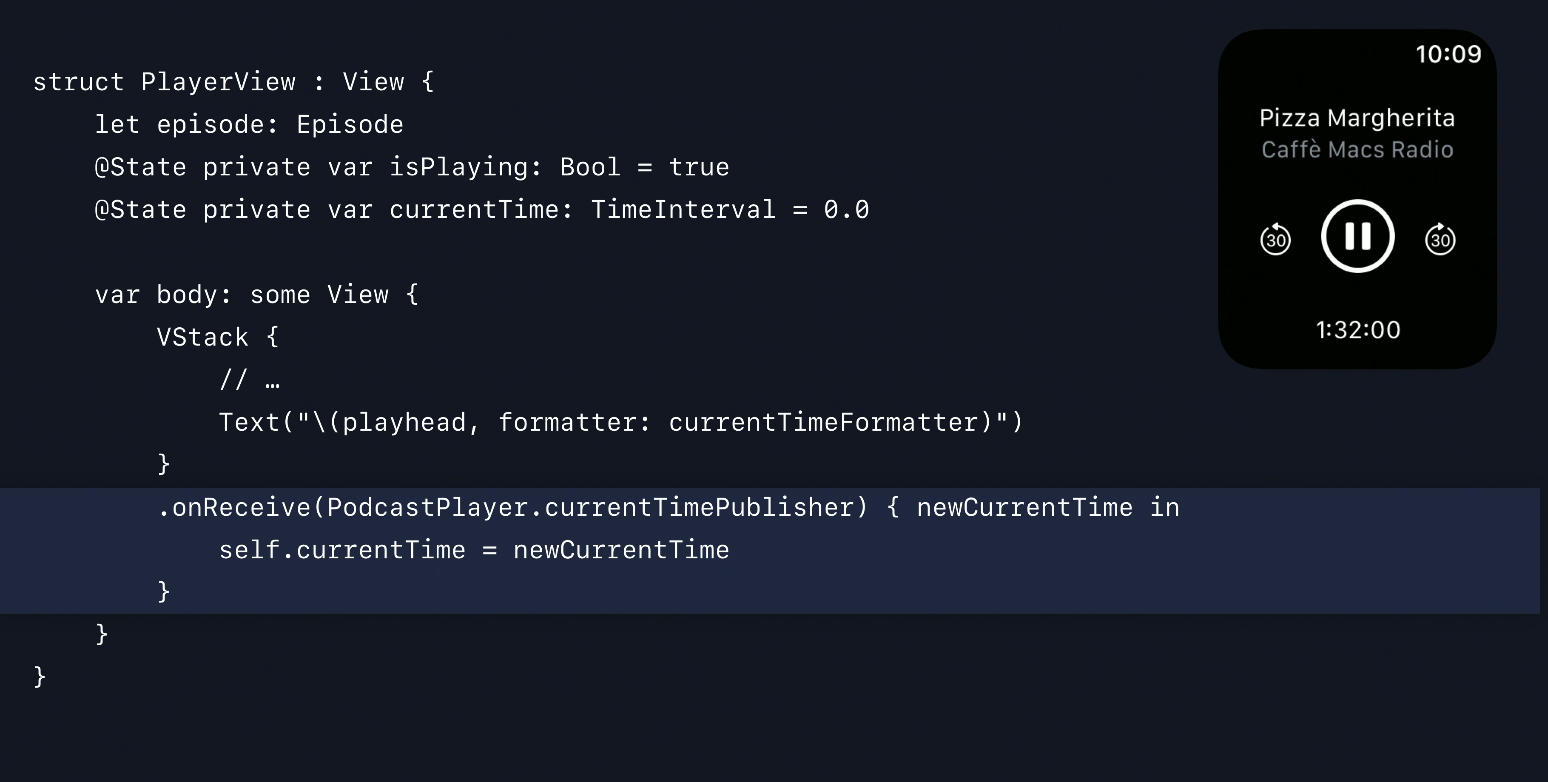 struct PlayerView : View {
    let episode: Episode
    @State private var isPlaying: Bool = true
    @State private var currentTime: TimeInterval = 0.0
    var body: some View {
        VStack {
            // …
            Text("\(playhead, formatter: currentTimeFormatter)")
        }
        .onReceive(PodcastPlayer.currentTimePublisher) { newCurrentTime in
            self.currentTime = newCurrentTime
        }
    }
}
10:09
Pizza Margherita
Caffè Macs Radio
30 30
1:32:00